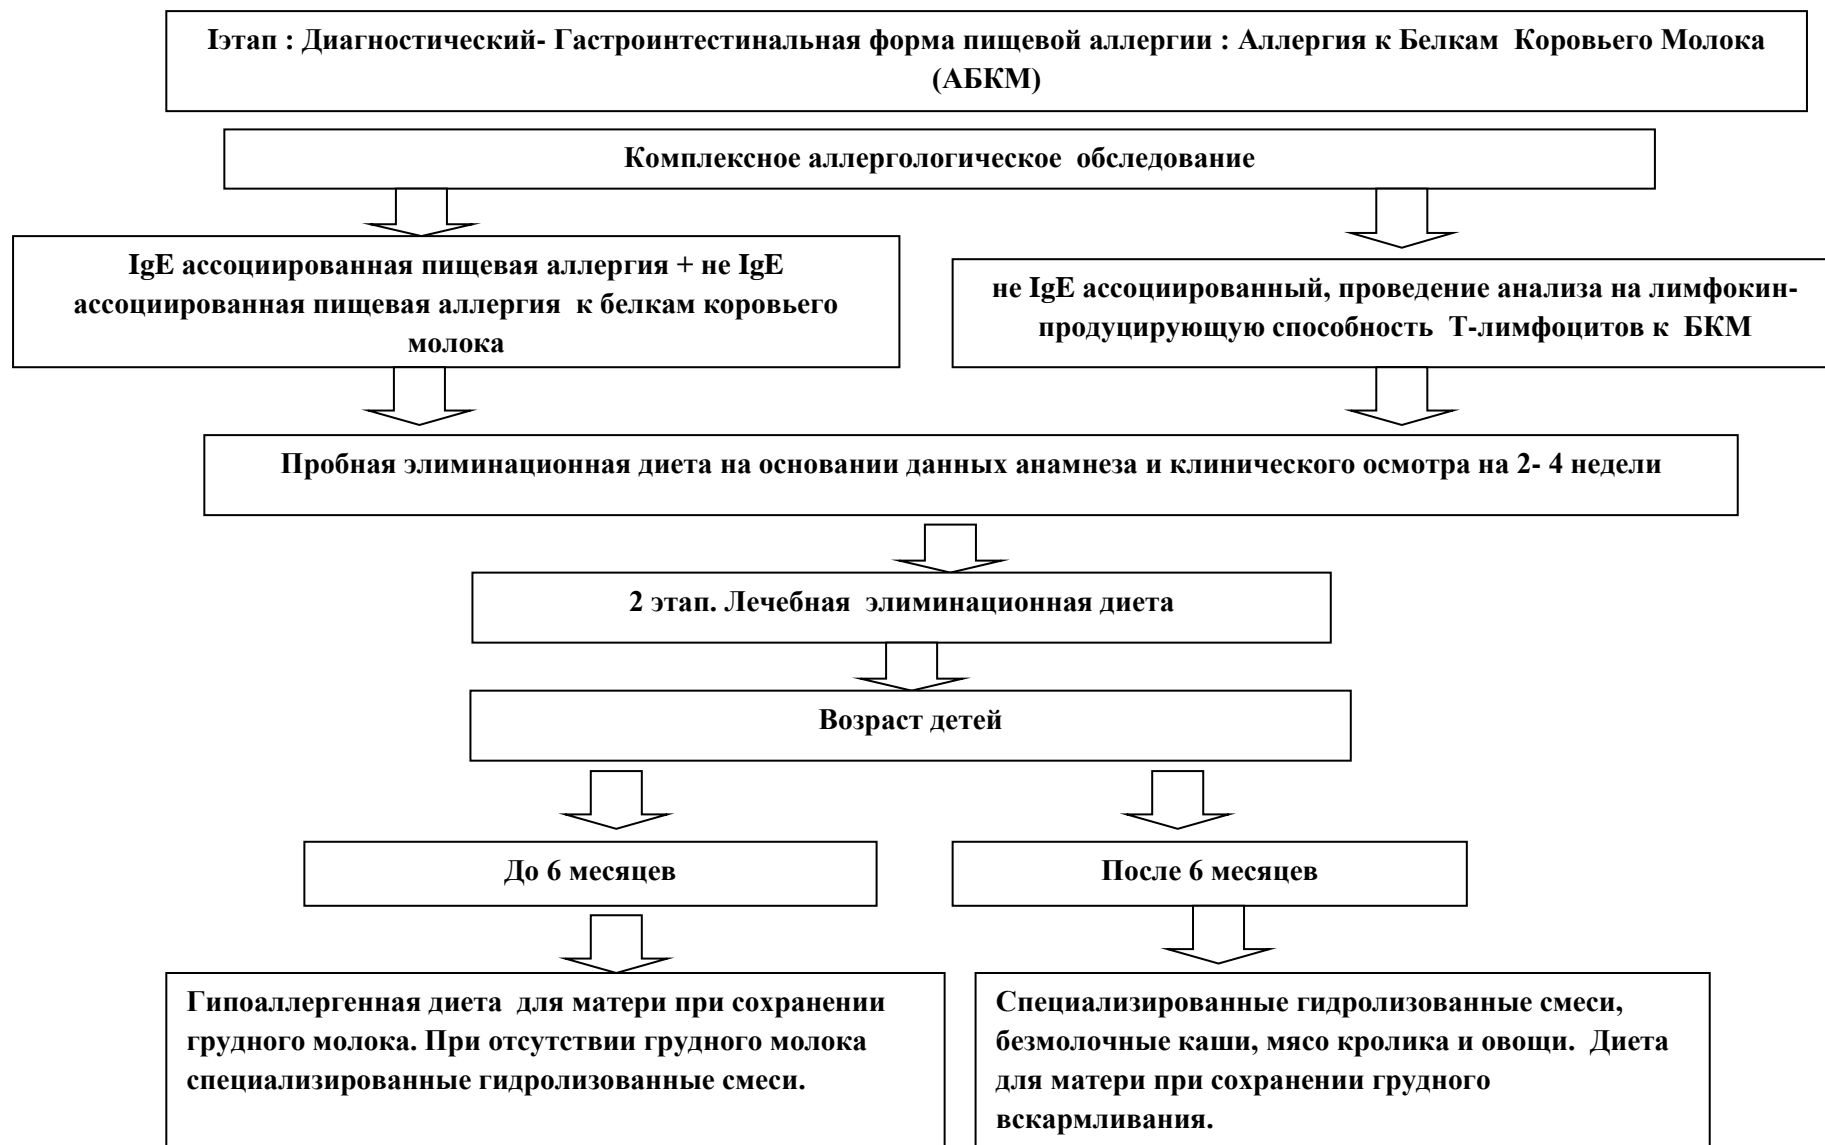 Iэтап : Диагностический- Гастроинтестинальная форма пищевой аллергии : Аллергия к Белкам Коровьего Молока
(АБКМ)
Комплексное аллергологическое обследование
IgE ассоциированная пищевая аллергия + не IgE
ассоциированная пищевая аллергия к белкам коровьего
молока
не IgE ассоциированный, проведение анализа на лимфокин-
продуцирующую способность Т-лимфоцитов к БКМ
Пробная элиминационная диета на основании данных анамнеза и клинического осмотра на 2- 4 недели
2 этап. Лечебная элиминационная диета
Возраст детей
До 6 месяцев
После 6 месяцев
Гипоаллергенная диета для матери при сохранении
грудного молока. При отсутствии грудного молока
специализированные гидролизованные смеси.
Специализированные гидролизованные смеси,
безмолочные каши, мясо кролика и овощи. Диета
для матери при сохранении грудного
вскармливания.